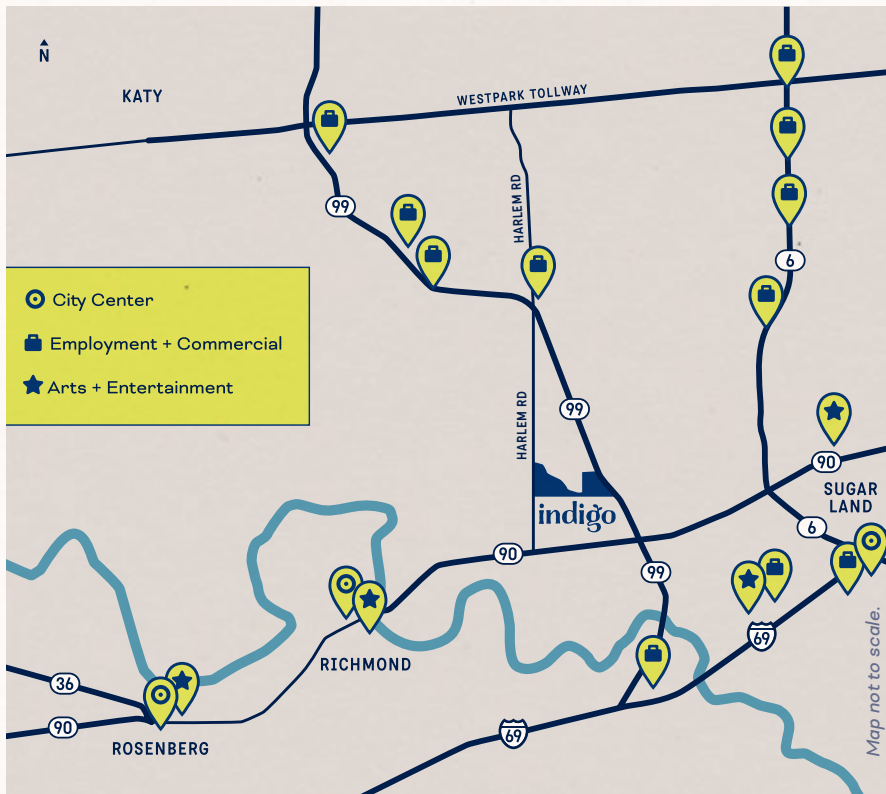 N
KATY
WESTPARK TOLLWAY
HARLEM RD
99
6
City Center
Employment + Commercial
Arts + Entertainment
HARLEM RD
99
90
SUGAR
LAND
indigo
6
90
99
69
RICHMOND
36
90
69
ROSENBERG
Map not to scale.